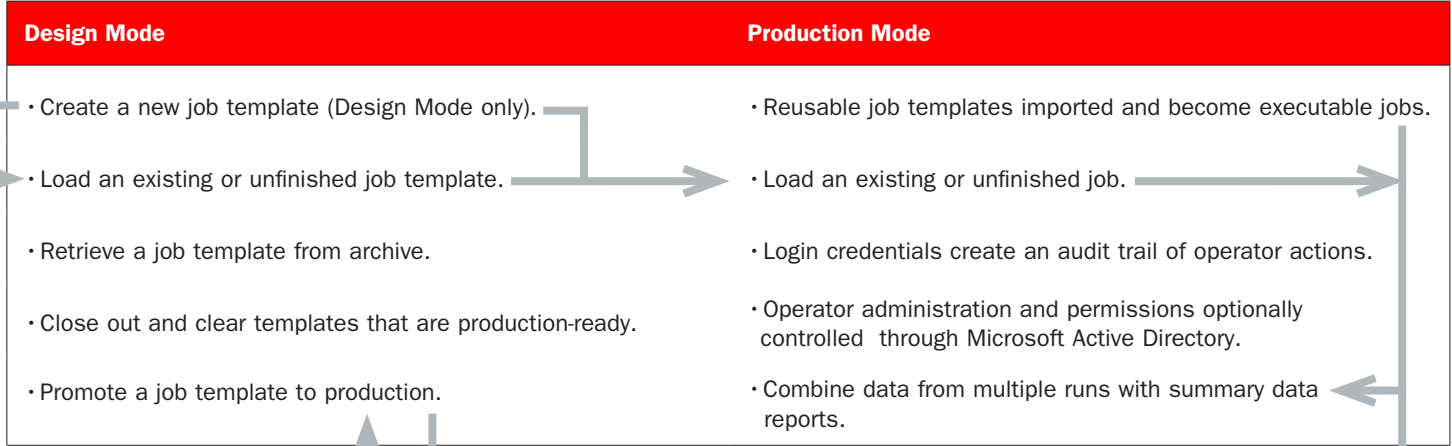 Design Mode
Production Mode
· Create a new job template (Design Mode only).
· Reusable job templates imported and become executable jobs.
· Load an existing or unfinished job template.
· Load an existing or unfinished job.
· Retrieve a job template from archive.
· Login credentials create an audit trail of operator actions.
· Close out and clear templates that are production-ready.
· Operator administration and permissions optionally
controlled through Microsoft Active Directory.
· Promote a job template to production.
· Combine data from multiple runs with summary data
reports.